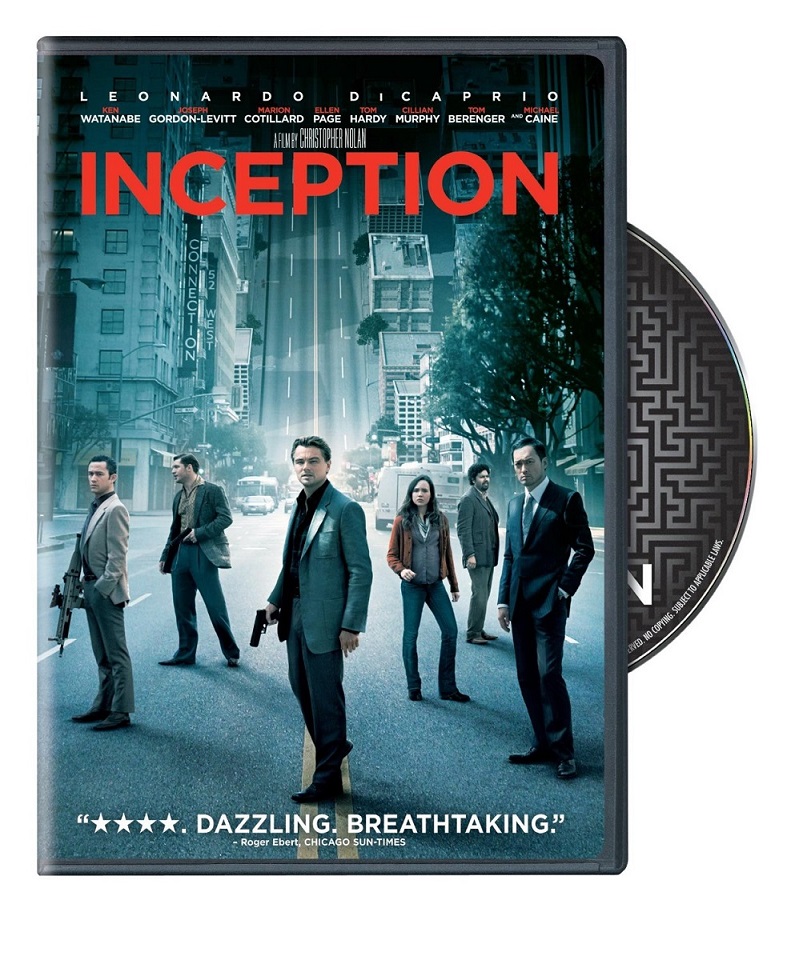 LEONARDO DiCAPRIO
KEN WATANABE JOSEPH GORDON-LEVITT MARION COTILLARD ELLEN PAGE TOM HARDY CILLIAN MURPHY TOM BERENGER AND MICHAEL CAINE
A FILM BY CHRISTOPHER NOLAN
INCEPTION
CONNECTION
52 WEST
“★★★★. DAZZLING. BREATHTAKING.”
– Roger Ebert, CHICAGO SUN-TIMES
N
NO COPYING. SUBJECT TO APPLICABLE LAWS.